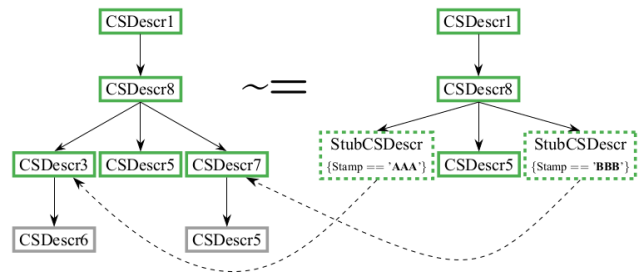 CSDescr1
CSDescr1
CSDescr8
~=
CSDescr8
CSDescr3
CSDescr5
CSDescr7
StubCSDescr
{Stamp == 'AAA'}
CSDescr5
StubCSDescr
{Stamp == 'BBB'}
CSDescr6
CSDescr5